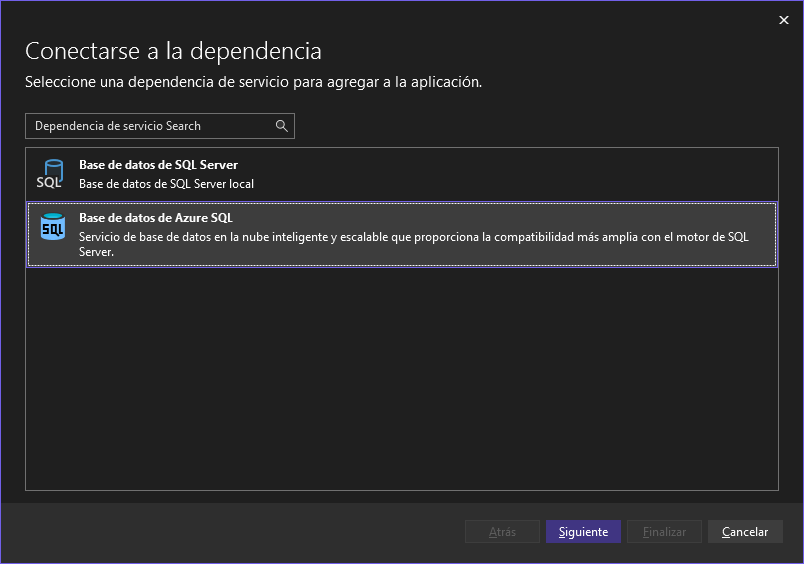 Conectarse a la dependencia
Seleccione una dependencia de servicio para agregar a la aplicación.
Dependencia de servicio Search
Base de datos de SQL Server
SQL
Base de datos de SQL Server local
Base de datos de Azure SQL
SQL
Servicio de base de datos en la nube inteligente y escalable que proporciona la compatibilidad más amplia con el motor de SQL
Server.
Atrás
Siguiente
Finalizar
Cancelar